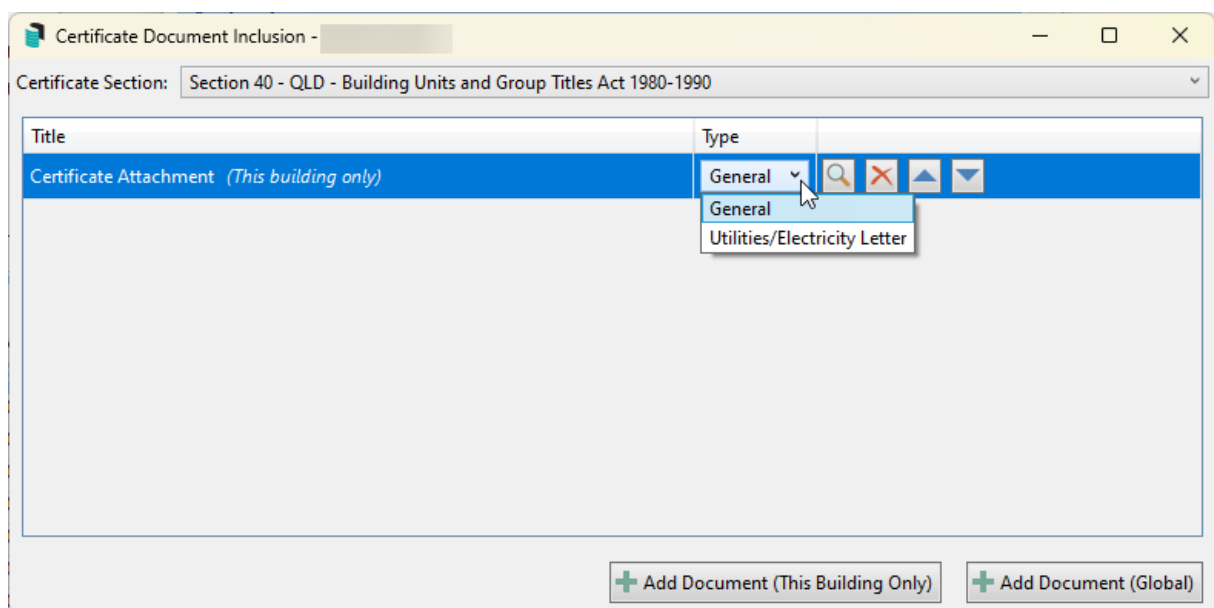 Certificate Document Inclusion -
Certificate Section: Section 40 - QLD - Building Units and Group Titles Act 1980-1990
Title Type
Certificate Attachment (This building only) General
General
Utilities/Electricity Letter
Add Document (This Building Only) Add Document (Global)